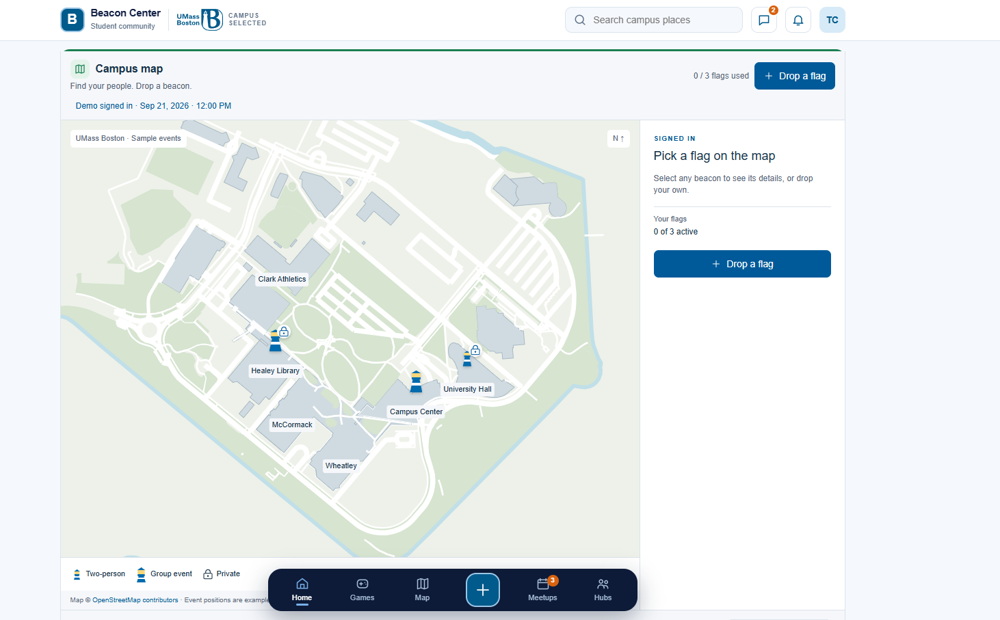 B
Beacon Center
Student community
UMass
Boston
B
CAMPUS
SELECTED
Search campus places
2
TC
Campus map
Find your people. Drop a beacon.
Demo signed in · Sep 21, 2026 · 12:00 PM
0 / 3 flags used
+ Drop a flag
UMass Boston · Sample events
N ↑
Clark Athletics
Healey Library
University Hall
Campus Center
McCormack
Wheatley
SIGNED IN
Pick a flag on the map
Select any beacon to see its details, or drop
your own.
Your flags
0 of 3 active
+ Drop a flag
Two-person
Group event
Private
Map © OpenStreetMap contributors · Event positions are example
Home
Games
Map
+
3
Meetups
Hubs